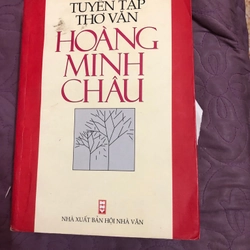 TUYỂN TẬP
THƠ VĂN
HOÀNG
MINH
CHÂU
NHÀ XUẤT BẢN HỘI NHÀ VĂN